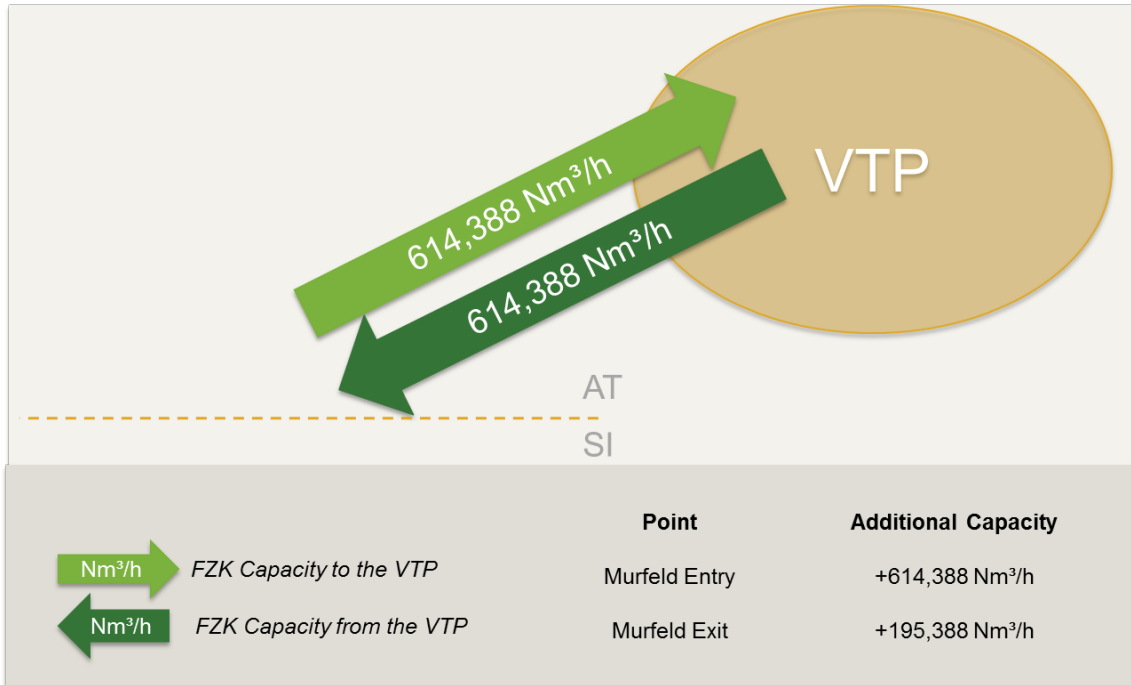 VTP
614,388 Nm³/h
614,388 Nm³/h
AT
SI
Point Additional Capacity
Nm³/h FZK Capacity to the VTP Murfeld Entry +614,388 Nm³/h
Nm³/h FZK Capacity from the VTP Murfeld Exit +195,388 Nm³/h